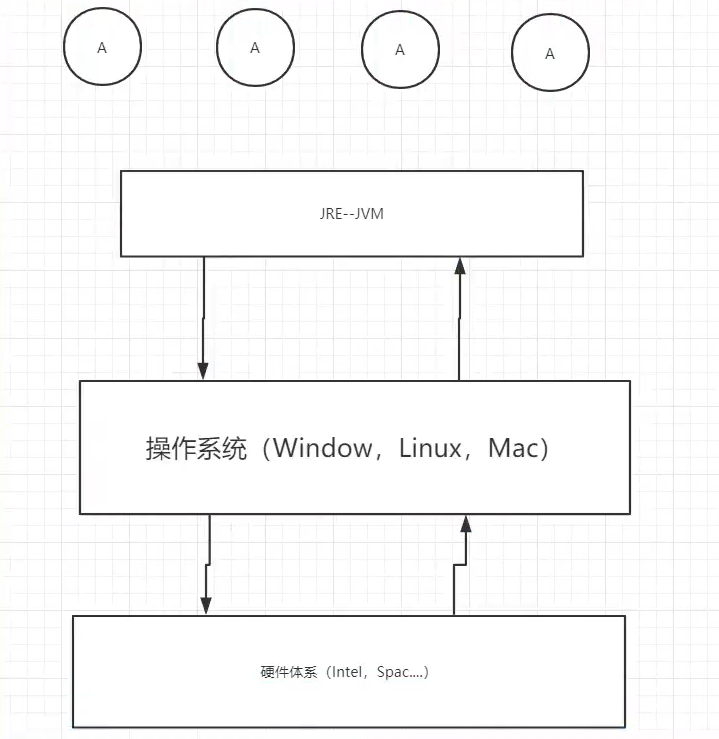 A
A
A
A
JRE--JVM
操作系统（Window，Linux，Mac）
硬件体系（Intel，Spac....）